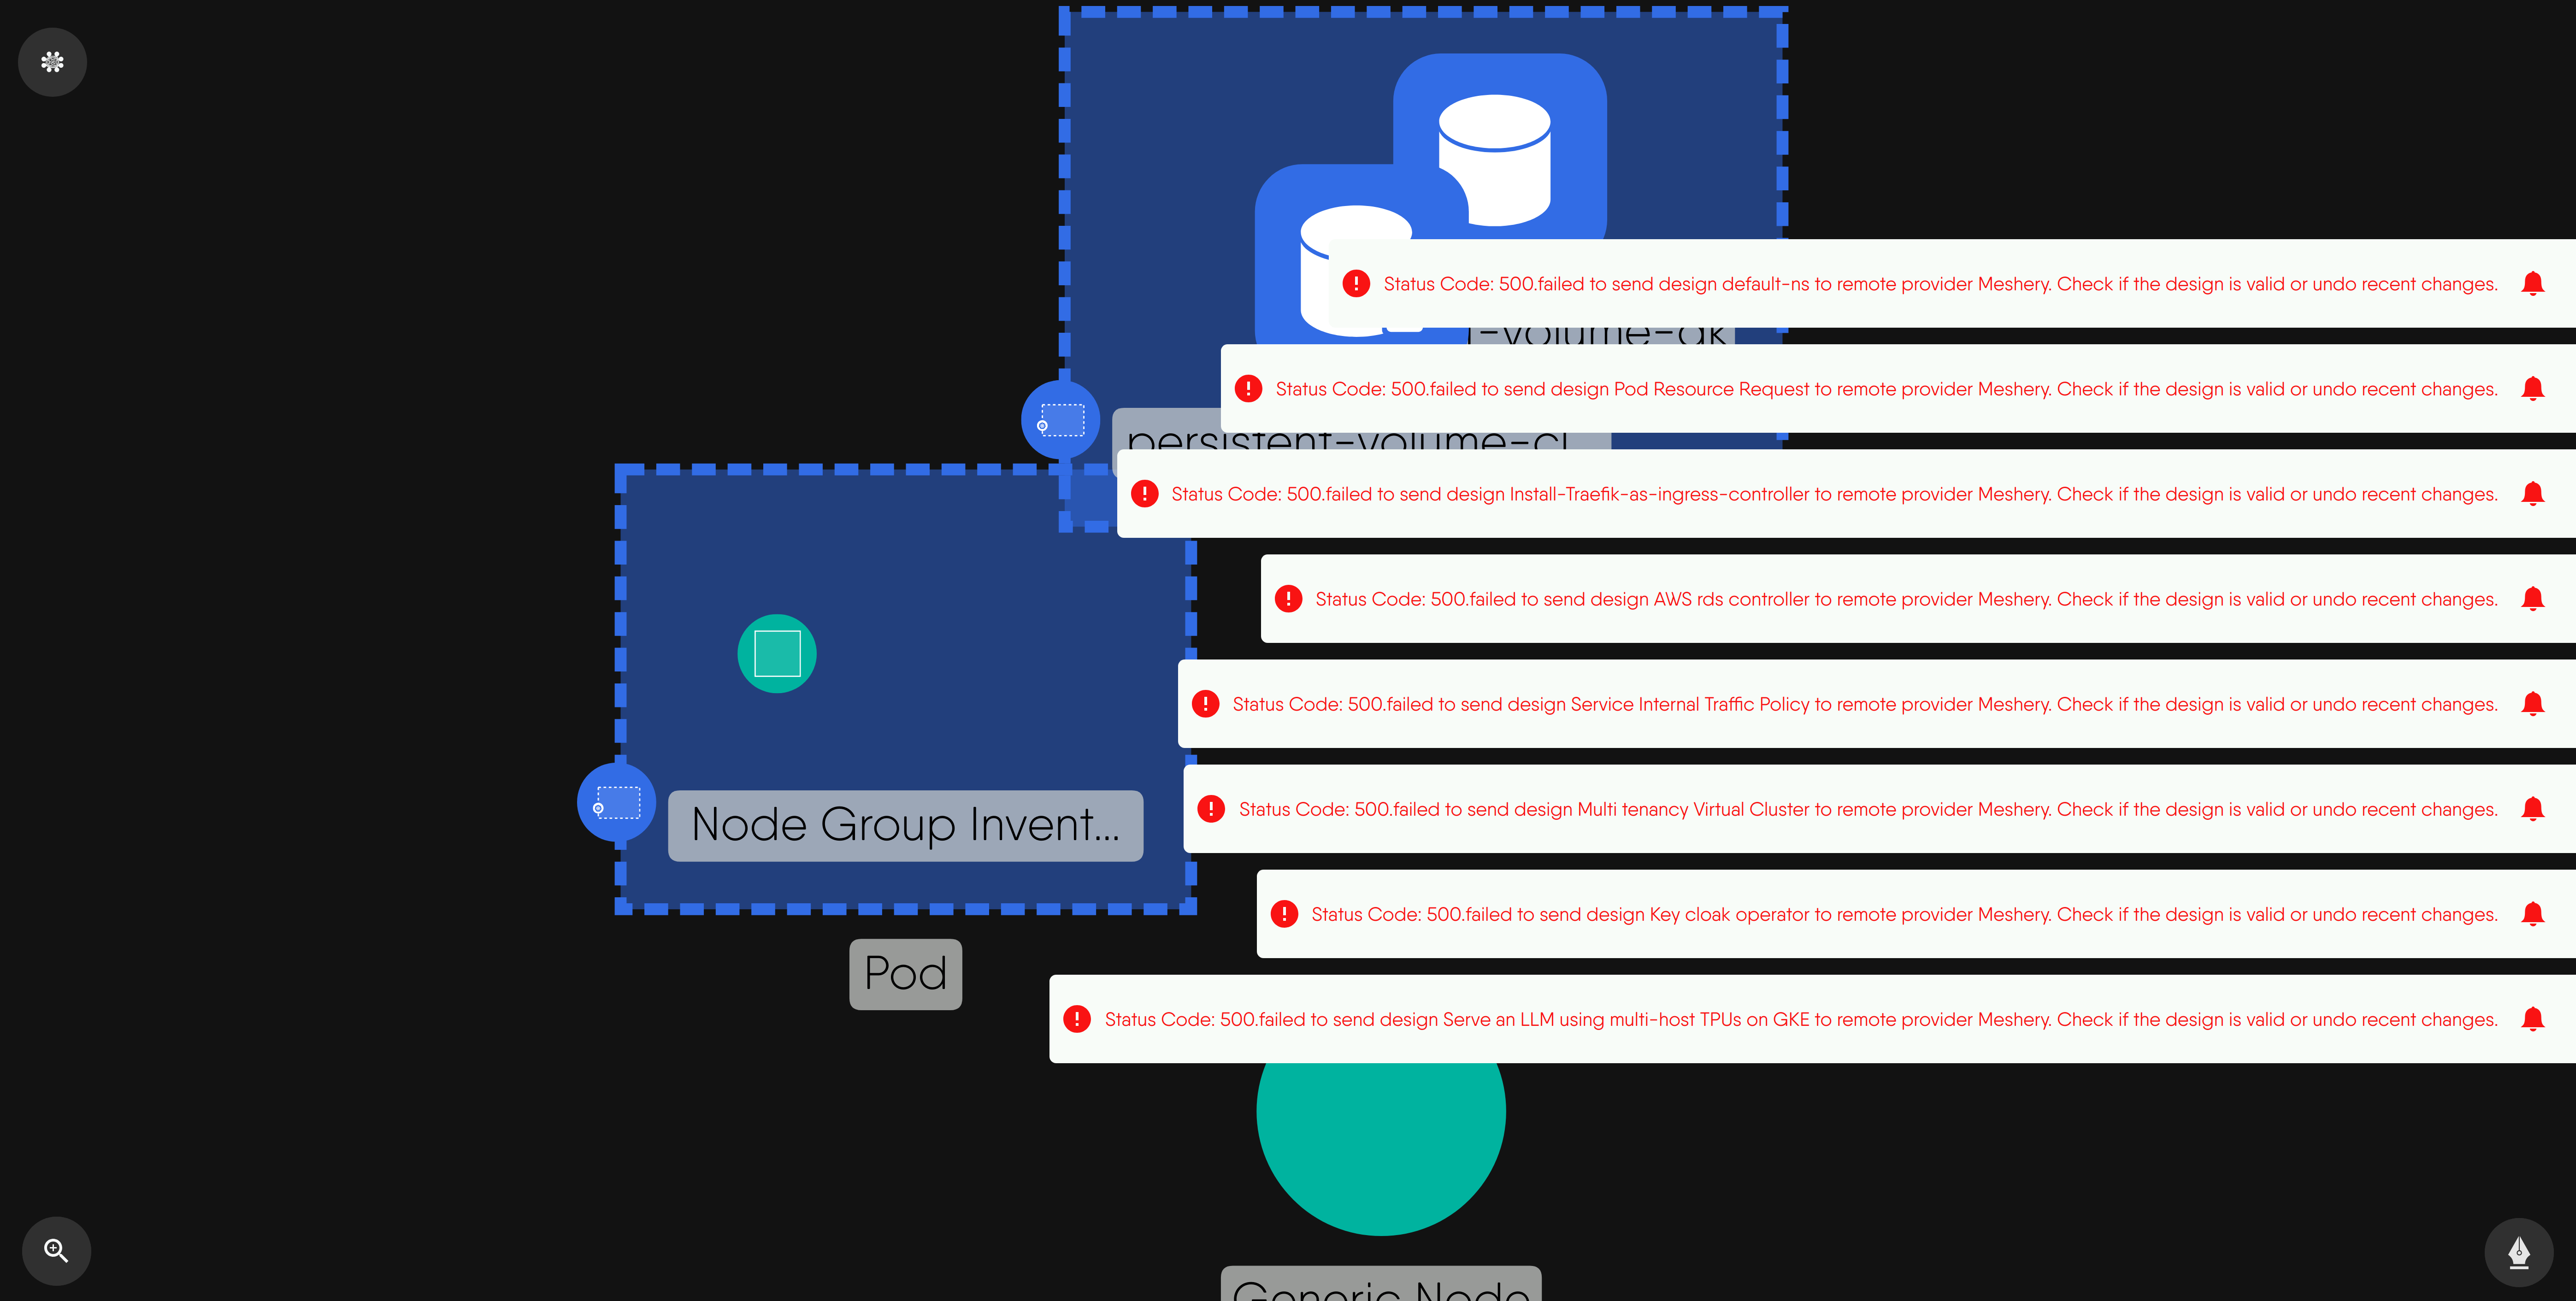 Status Code: 500.failed to send design default-ns to remote provider Meshery. Check if the design is valid or undo recent changes.
-volume-ak
Status Code: 500.failed to send design Pod Resource Request to remote provider Meshery. Check if the design is valid or undo recent changes.
persistent-volume-cl...
Status Code: 500.failed to send design Install-Traefik-as-ingress-controller to remote provider Meshery. Check if the design is valid or undo recent changes.
Status Code: 500.failed to send design AWS rds controller to remote provider Meshery. Check if the design is valid or undo recent changes.
Status Code: 500.failed to send design Service Internal Traffic Policy to remote provider Meshery. Check if the design is valid or undo recent changes.
Status Code: 500.failed to send design Multi tenancy Virtual Cluster to remote provider Meshery. Check if the design is valid or undo recent changes.
Node Group Invent...
Status Code: 500.failed to send design Key cloak operator to remote provider Meshery. Check if the design is valid or undo recent changes.
Pod
Status Code: 500.failed to send design Serve an LLM using multi-host TPUs on GKE to remote provider Meshery. Check if the design is valid or undo recent changes.
Generic Node